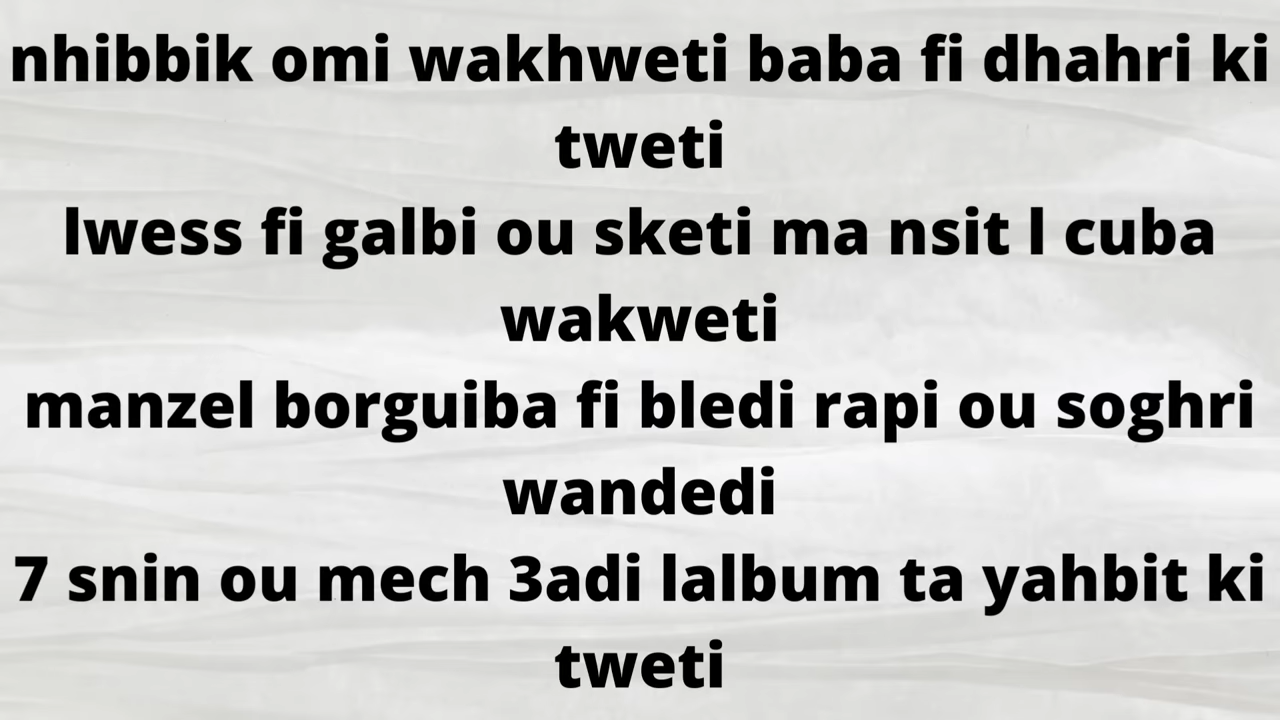 nhibbik omi wakhweti baba fi dhahri ki
tweti
lwess fi galbi ou sketi ma nsit l cuba
wakweti
manzel borguiba fi bledi rapi ou soghri
wandedi
7 snin ou mech 3adi lalbum ta yahbit ki
tweti